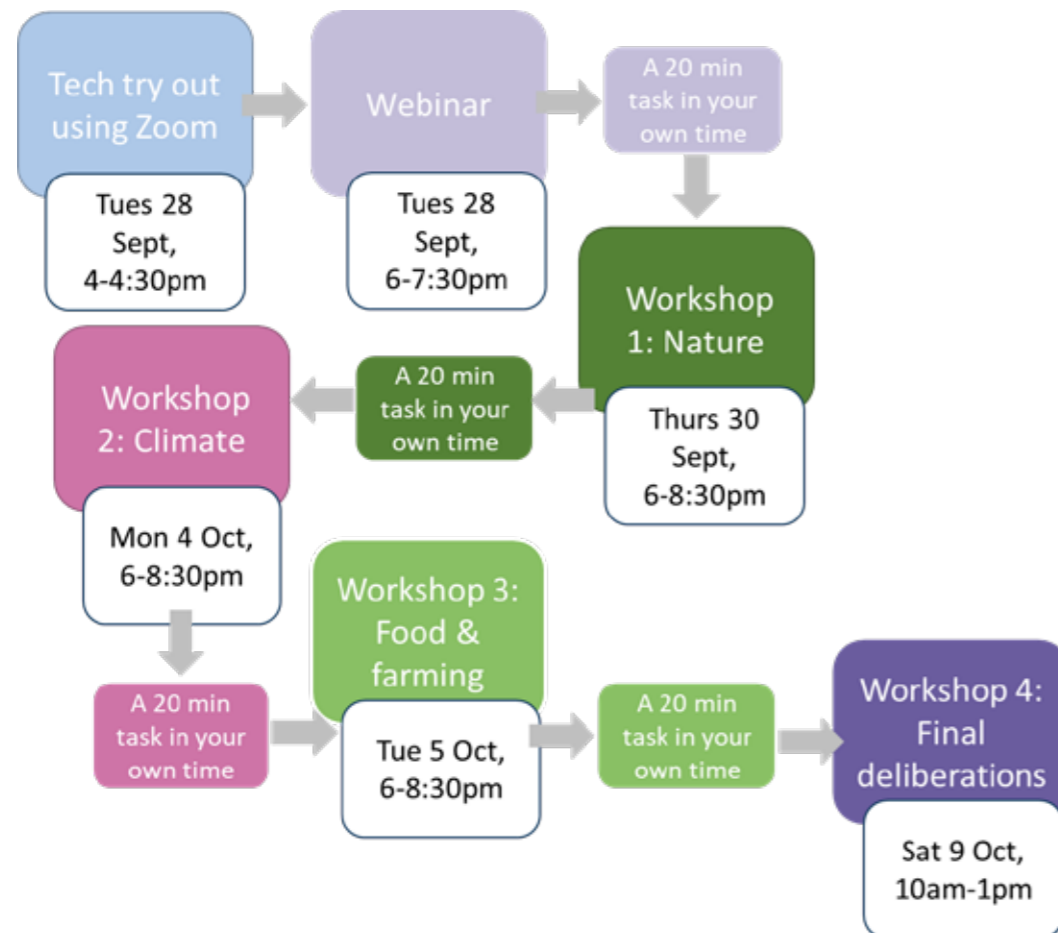 Tech try out
using Zoom
Tues 28
Sept,
4-4:30pm
Webinar
Tues 28
Sept,
6-7:30pm
A 20 min
task in your
own time
Workshop
1: Nature
Thurs 30
Sept,
6-8:30pm
A 20 min
task in your
own time
Workshop
2: Climate
Mon 4 Oct,
6-8:30pm
A 20 min
task in your
own time
Workshop 3:
Food &
farming
Tue 5 Oct,
6-8:30pm
A 20 min
task in your
own time
Workshop 4:
Final
deliberations
Sat 9 Oct,
10am-1pm